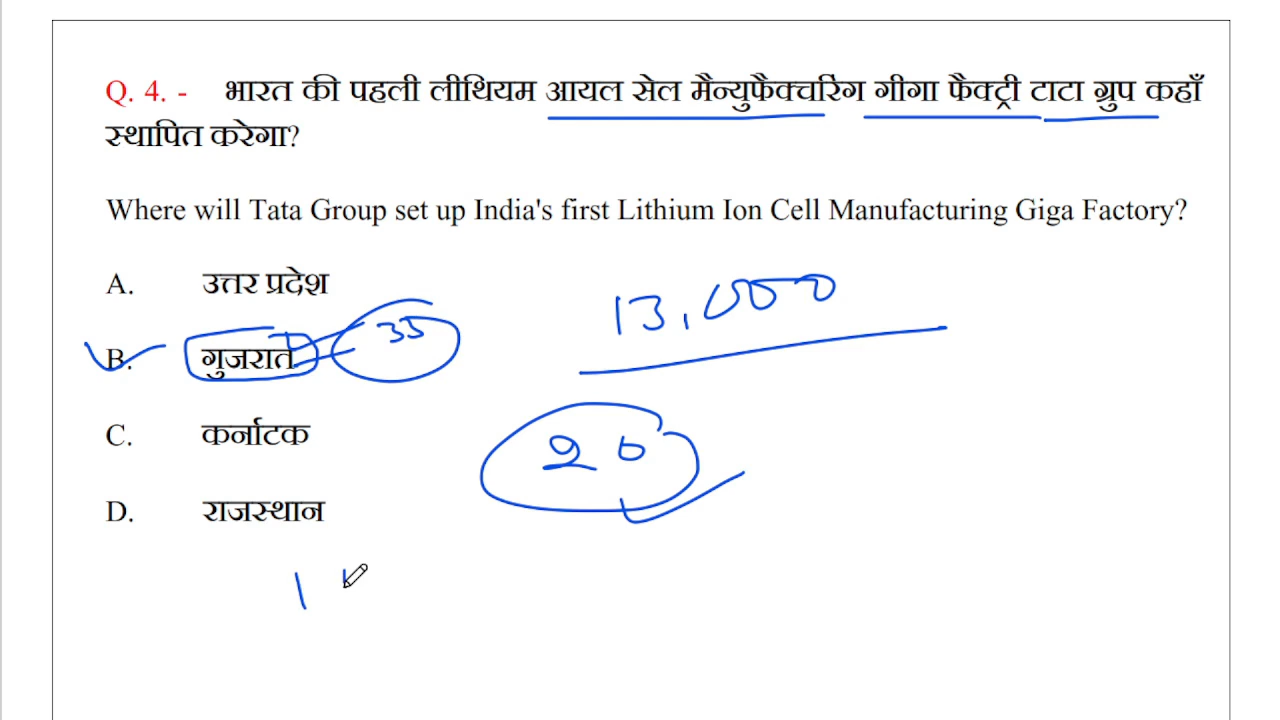 Q. 4. - भारत की पहली लीथियम आयल सेल मैन्युफैक्चरिंग गीगा फैक्ट्री टाटा ग्रुप कहाँ
स्थापित करेगा?
Where will Tata Group set up India's first Lithium Ion Cell Manufacturing Giga Factory?
A. उत्तर प्रदेश
13,000
B. गुजरात 35
C. कर्नाटक
20
D. राजस्थान
1